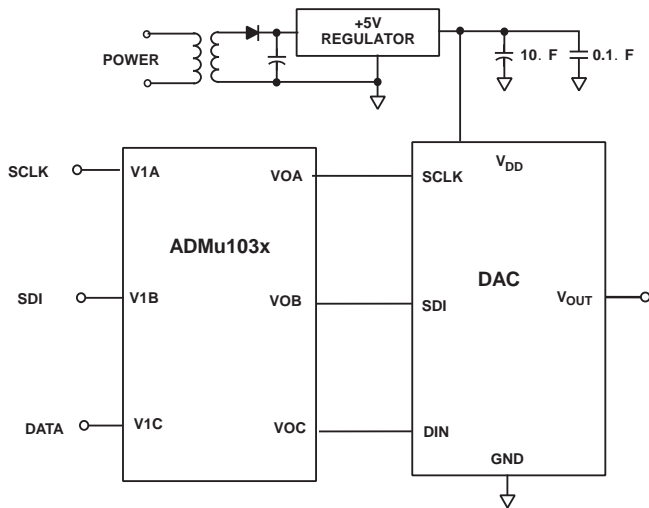 +5V
REGULATOR
POWER
10. F
0.1. F
SCLK
V1A
VOA
SCLK
VDD
ADMu103x
DAC
SDI
V1B
VOB
SDI
VOUT
DATA
V1C
VOC
DIN
GND